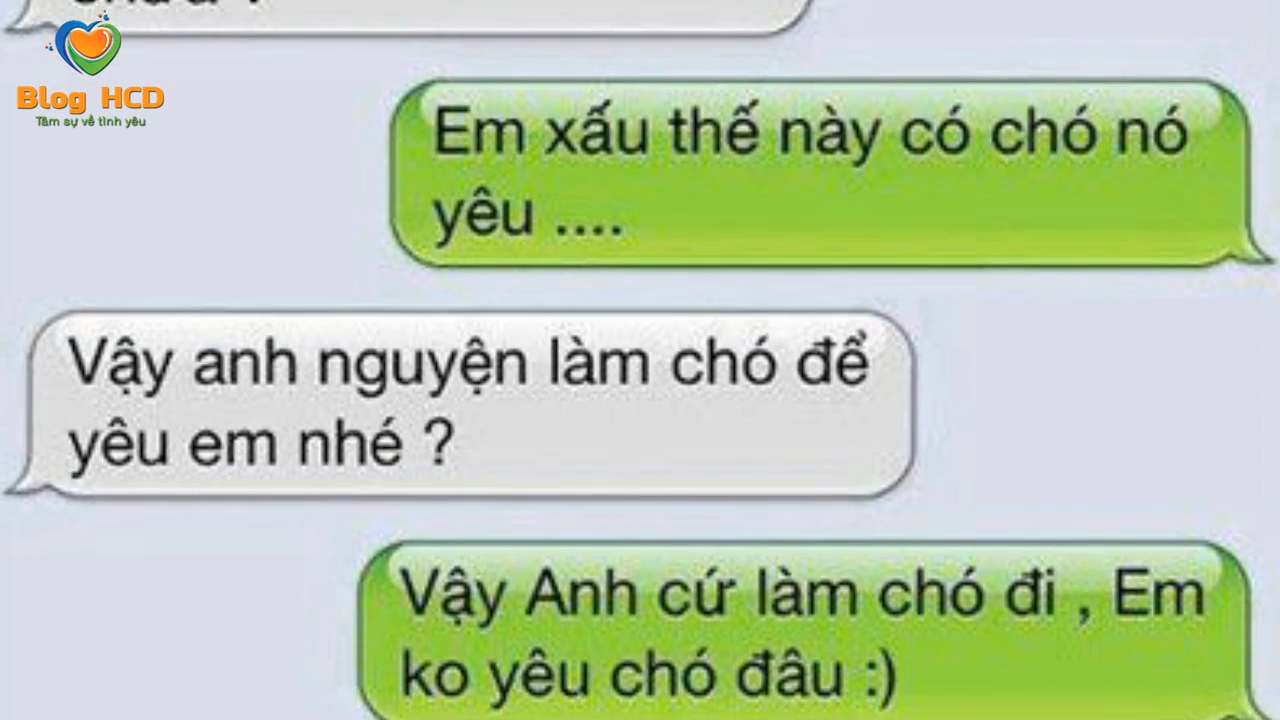 Blog HCD
Tâm sự về tình yêu
Em xấu thế này có chó nó
yêu ....
Vậy anh nguyện làm chó để
yêu em nhé ?
Vậy Anh cứ làm chó đi , Em
ko yêu chó đâu :)